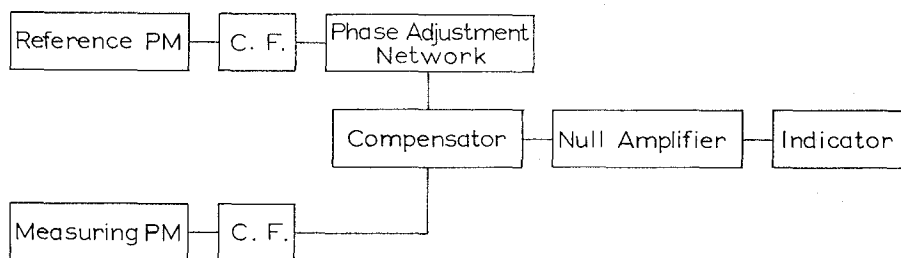 Reference PM
C. F.
Phase Adjustment
Network
Compensator
Null Amplifier
Indicator
Measuring PM
C. F.